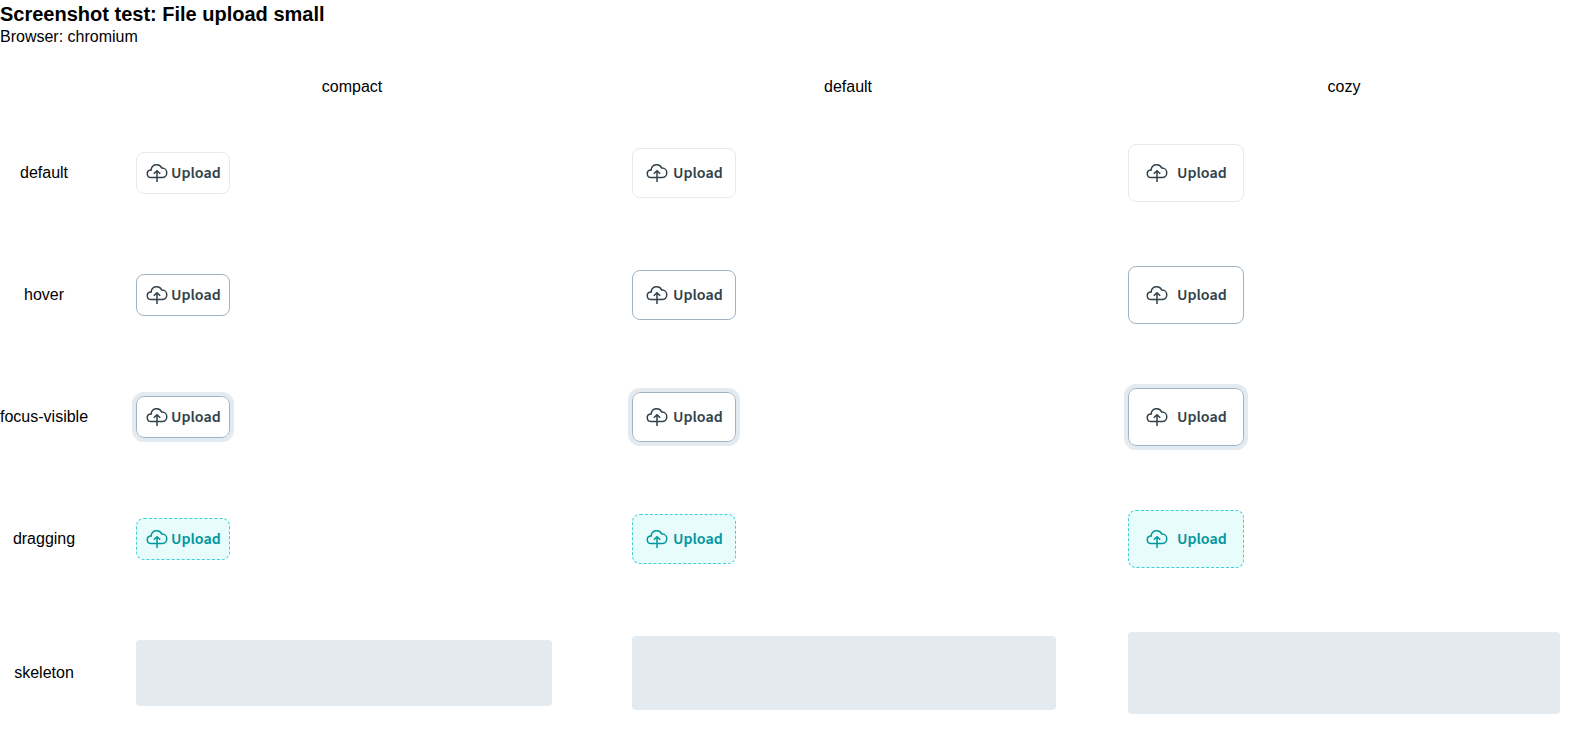 Screenshot test: File upload small
Browser: chromium
compact default cozy
default Upload Upload Upload
hover Upload Upload Upload
focus-visible Upload Upload Upload
dragging Upload Upload Upload
skeleton